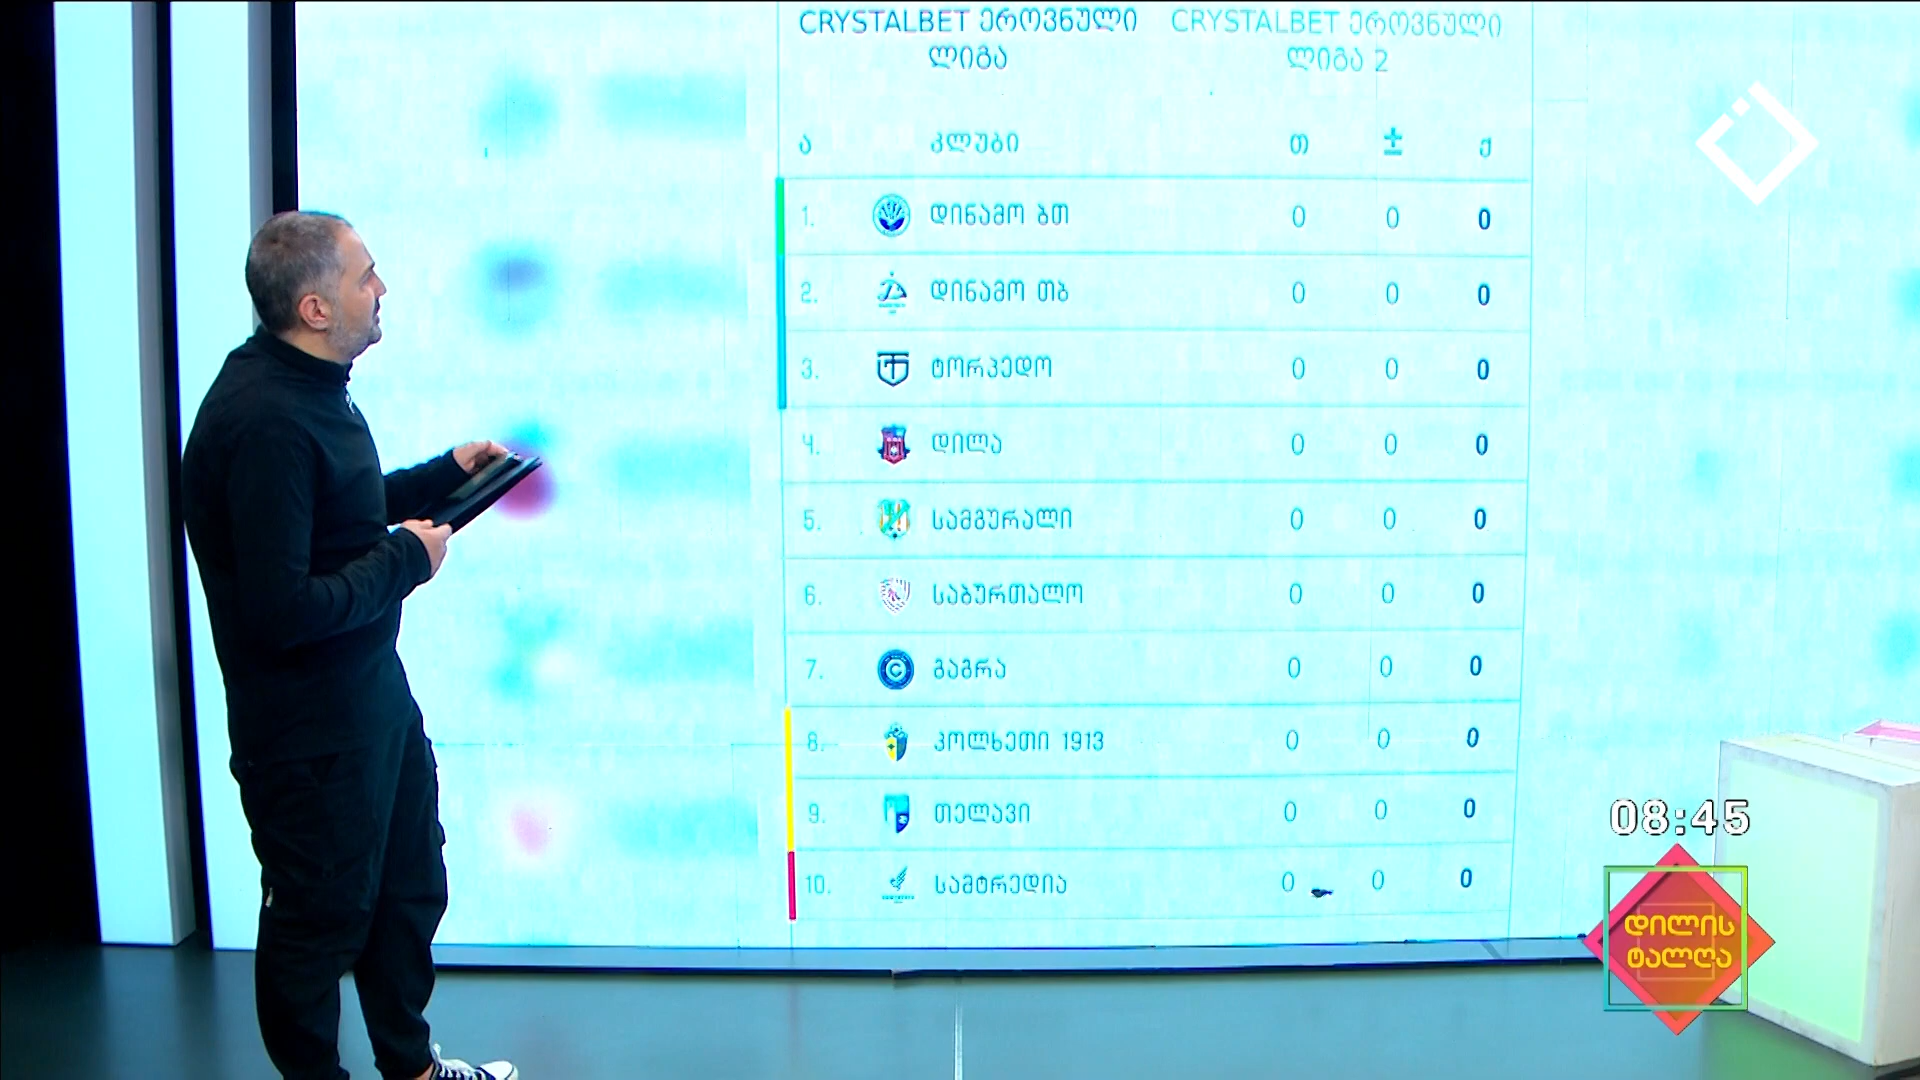 CRYSTALBET ეროვნული ლიგა
CRYSTALBET ეროვნული ლიგა 2
ა კლუბი თ ± ქ
1. დინამო ბთ 0 0 0
2. დინამო თბ 0 0 0
3. ტორპედო 0 0 0
4. დილა 0 0 0
5. სამგურალი 0 0 0
6. საბურთალო 0 0 0
7. გაგრა 0 0 0
8. კოლხეთი 1913 0 0 0
9. თელავი 0 0 0
10. სამტრედია 0 0 0
08:45
დილის
ტალღა